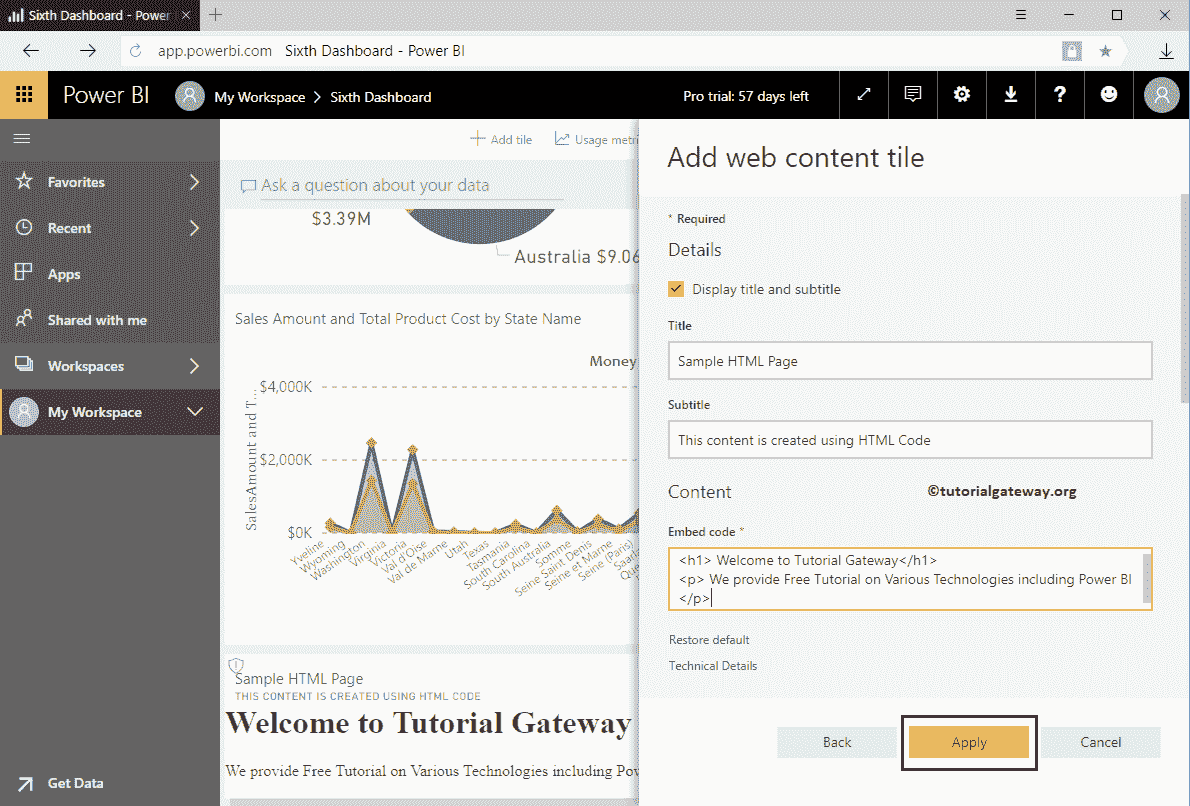 Sixth Dashboard - Power
app.powerbi.com Sixth Dashboard - Power BI
Power BI
My Workspace
Sixth Dashboard
Pro trial: 57 days left
Favorites
Recent
Apps
Shared with me
Workspaces
My Workspace
Get Data
Add tile
Usage metri
Ask a question about your data
$3.39M
Australia $9.06
Sales Amount and Total Product Cost by State Name
Money
SalesAmount and T...
$4,000K
$2,000K
$0K
Yveline
Wyoming
Washington
Virginia
Victoria
Val d'Oise
Val de Marne
Utah
Texas
Tasmania
South Carolina
South Australia
Somme
Seine Saint Denis
Seine et Marne
Seine (Paris)
Saarla
Que
Sample HTML Page
THIS CONTENT IS CREATED USING HTML CODE
Welcome to Tutorial Gateway
We provide Free Tutorial on Various Technologies including Pow
Add web content tile
* Required
Details
Display title and subtitle
Title
Sample HTML Page
Subtitle
This content is created using HTML Code
Content
©tutorialgateway.org
Embed code *
<h1> Welcome to Tutorial Gateway</h1>
<p> We provide Free Tutorial on Various Technologies including Power BI
</p>
Restore default
Technical Details
Back
Apply
Cancel